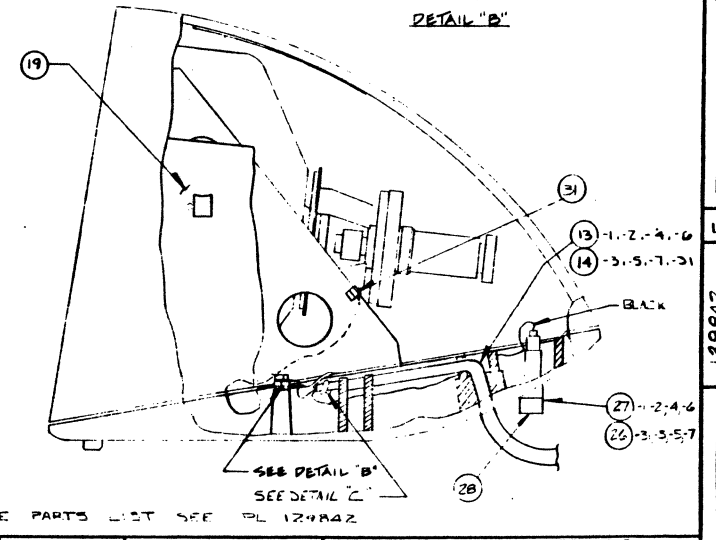 DETAIL "B"
19
31
13 -1,-2,-4,-6
14 -3,-5,-7,-31
BLACK
27 -1-2,-4,-6
26 -3,-3,-5-7
28
SEE DETAIL "B"
SEE DETAIL "C"
E PARTS LIST SEE PL 129842
129842